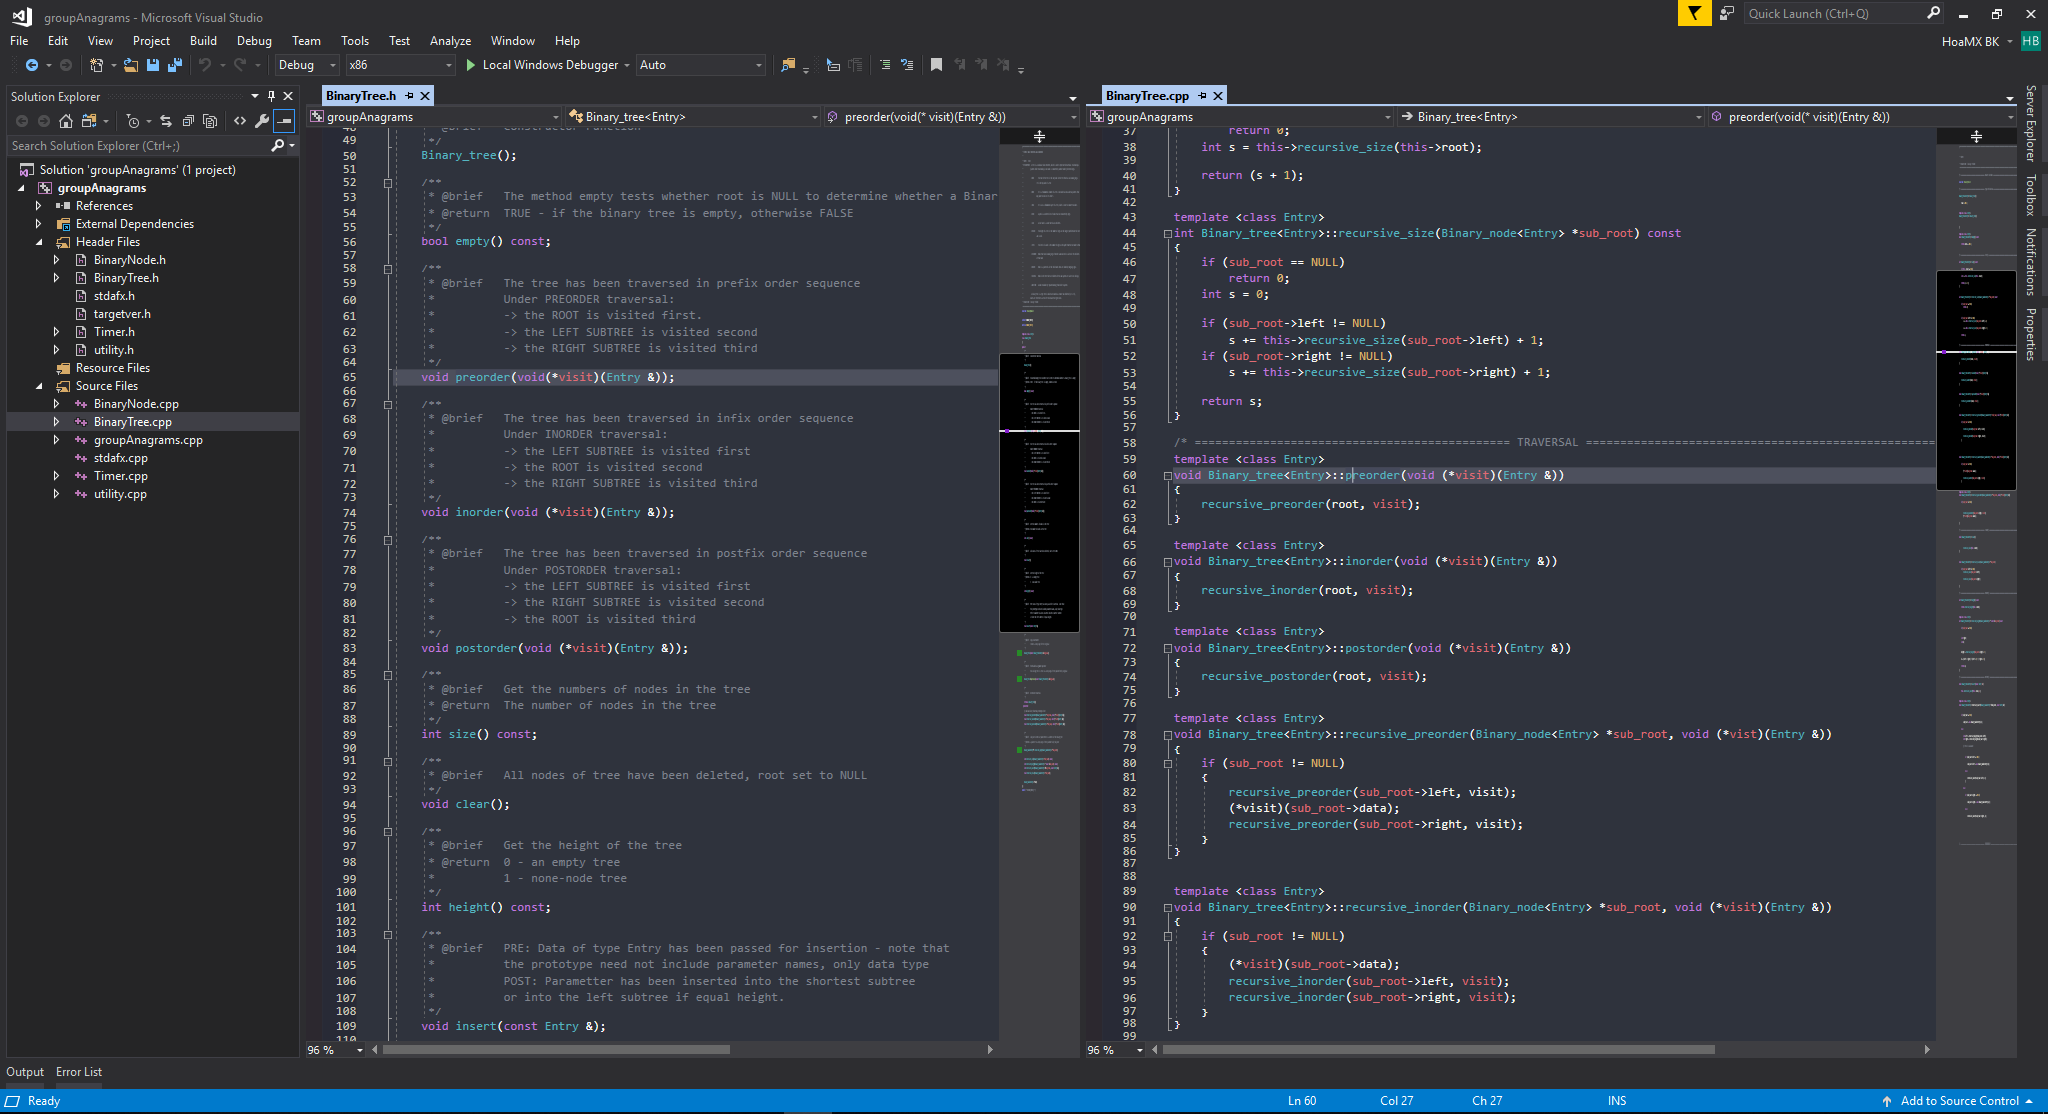 groupAnagrams - Microsoft Visual Studio
Quick Launch (Ctrl+Q)
File Edit View Project Build Debug Team Tools Test Analyze Window Help
HoaMX BK HB
Debug x86 Local Windows Debugger Auto
Solution Explorer
Search Solution Explorer (Ctrl+;)
Solution 'groupAnagrams' (1 project)
groupAnagrams
References
External Dependencies
Header Files
BinaryNode.h
BinaryTree.h
stdafx.h
targetver.h
Timer.h
utility.h
Resource Files
Source Files
BinaryNode.cpp
BinaryTree.cpp
groupAnagrams.cpp
stdafx.cpp
Timer.cpp
utility.cpp
BinaryTree.h
groupAnagrams Binary_tree<Entry> preorder(void(* visit)(Entry &))
48 * @brief Constructor Function
49 */
50 Binary_tree();
51
52 /**
53 * @brief The method empty tests whether root is NULL to determine whether a Binar
54 * @return TRUE - if the binary tree is empty, otherwise FALSE
55 */
56 bool empty() const;
57
58 /**
59 * @brief The tree has been traversed in prefix order sequence
60 * Under PREORDER traversal:
61 * -> the ROOT is visited first.
62 * -> the LEFT SUBTREE is visited second
63 * -> the RIGHT SUBTREE is visited third
64 */
65 void preorder(void(*visit)(Entry &));
66
67 /**
68 * @brief The tree has been traversed in infix order sequence
69 * Under INORDER traversal:
70 * -> the LEFT SUBTREE is visited first
71 * -> the ROOT is visited second
72 * -> the RIGHT SUBTREE is visited third
73 */
74 void inorder(void (*visit)(Entry &));
75
76 /**
77 * @brief The tree has been traversed in postfix order sequence
78 * Under POSTORDER traversal:
79 * -> the LEFT SUBTREE is visited first
80 * -> the RIGHT SUBTREE is visited second
81 * -> the ROOT is visited third
82 */
83 void postorder(void (*visit)(Entry &));
84
85 /**
86 * @brief Get the numbers of nodes in the tree
87 * @return The number of nodes in the tree
88 */
89 int size() const;
90
91 /**
92 * @brief All nodes of tree have been deleted, root set to NULL
93 */
94 void clear();
95
96 /**
97 * @brief Get the height of the tree
98 * @return 0 - an empty tree
99 * 1 - none-node tree
100 */
101 int height() const;
102
103 /**
104 * @brief PRE: Data of type Entry has been passed for insertion - note that
105 * the prototype need not include parameter names, only data type
106 * POST: Parametter has been inserted into the shortest subtree
107 * or into the left subtree if equal height.
108 */
109 void insert(const Entry &);
110
96 %
BinaryTree.cpp
groupAnagrams Binary_tree<Entry> preorder(void(* visit)(Entry &))
37 return 0;
38 int s = this->recursive_size(this->root);
39
40 return (s + 1);
41 }
42
43 template <class Entry>
44 int Binary_tree<Entry>::recursive_size(Binary_node<Entry> *sub_root) const
45 {
46 if (sub_root == NULL)
47 return 0;
48 int s = 0;
49
50 if (sub_root->left != NULL)
51 s += this->recursive_size(sub_root->left) + 1;
52 if (sub_root->right != NULL)
53 s += this->recursive_size(sub_root->right) + 1;
54
55 return s;
56 }
57
58 /* ============================================== TRAVERSAL ===================================================
59 template <class Entry>
60 void Binary_tree<Entry>::preorder(void (*visit)(Entry &))
61 {
62 recursive_preorder(root, visit);
63 }
64
65 template <class Entry>
66 void Binary_tree<Entry>::inorder(void (*visit)(Entry &))
67 {
68 recursive_inorder(root, visit);
69 }
70
71 template <class Entry>
72 void Binary_tree<Entry>::postorder(void (*visit)(Entry &))
73 {
74 recursive_postorder(root, visit);
75 }
76
77 template <class Entry>
78 void Binary_tree<Entry>::recursive_preorder(Binary_node<Entry> *sub_root, void (*vist)(Entry &))
79 {
80 if (sub_root != NULL)
81 {
82 recursive_preorder(sub_root->left, visit);
83 (*visit)(sub_root->data);
84 recursive_preorder(sub_root->right, visit);
85 }
86 }
87
88
89 template <class Entry>
90 void Binary_tree<Entry>::recursive_inorder(Binary_node<Entry> *sub_root, void (*visit)(Entry &))
91 {
92 if (sub_root != NULL)
93 {
94 (*visit)(sub_root->data);
95 recursive_inorder(sub_root->left, visit);
96 recursive_inorder(sub_root->right, visit);
97 }
98 }
99
96 %
Server Explorer
Toolbox
Notifications
Properties
Output Error List
Ready Ln 60 Col 27 Ch 27 INS Add to Source Control